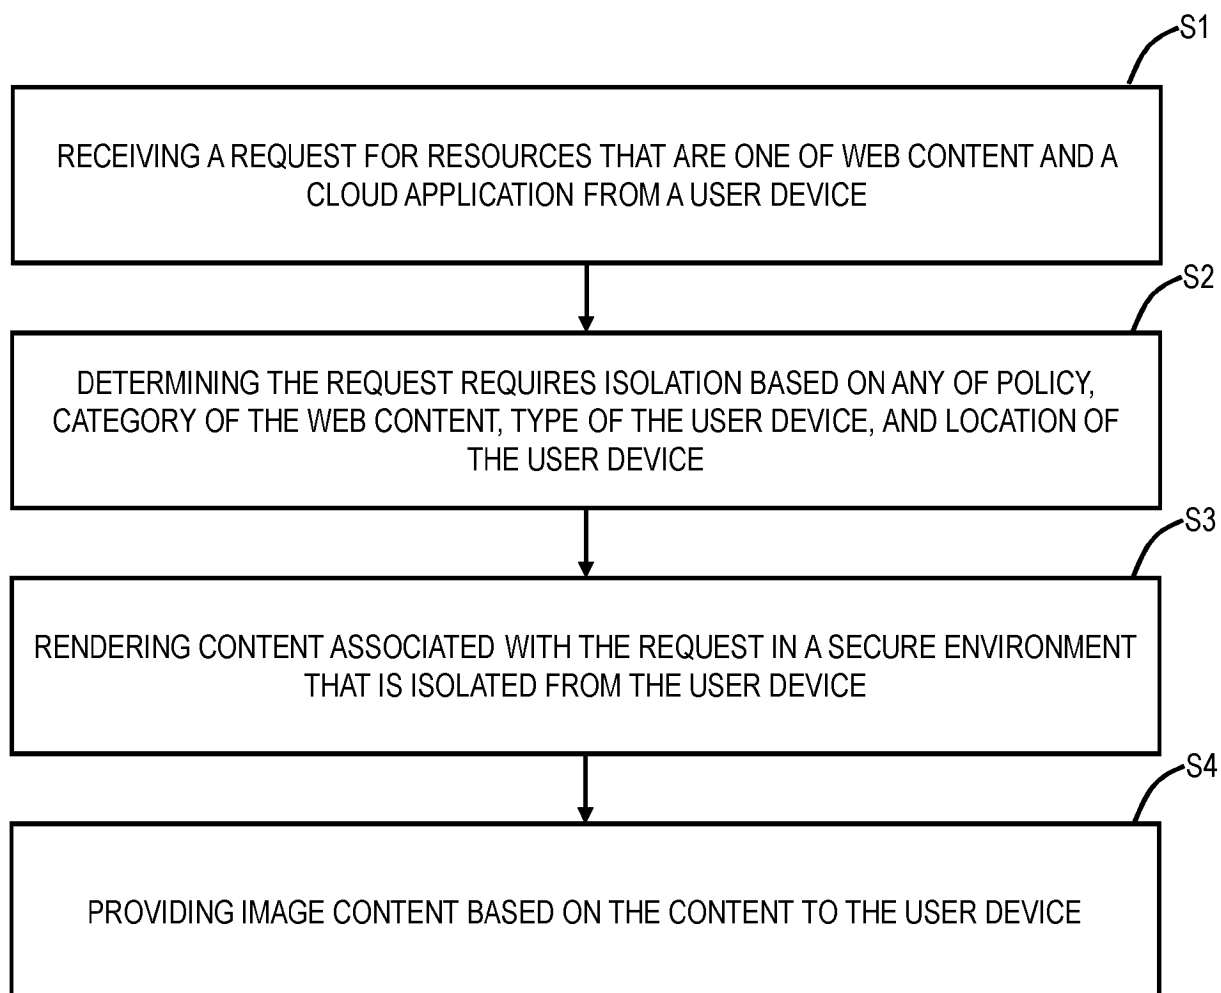 S1
RECEIVING A REQUEST FOR RESOURCES THAT ARE ONE OF WEB CONTENT AND A
CLOUD APPLICATION FROM A USER DEVICE
S2
DETERMINING THE REQUEST REQUIRES ISOLATION BASED ON ANY OF POLICY,
CATEGORY OF THE WEB CONTENT, TYPE OF THE USER DEVICE, AND LOCATION OF
THE USER DEVICE
S3
RENDERING CONTENT ASSOCIATED WITH THE REQUEST IN A SECURE ENVIRONMENT
THAT IS ISOLATED FROM THE USER DEVICE
S4
PROVIDING IMAGE CONTENT BASED ON THE CONTENT TO THE USER DEVICE